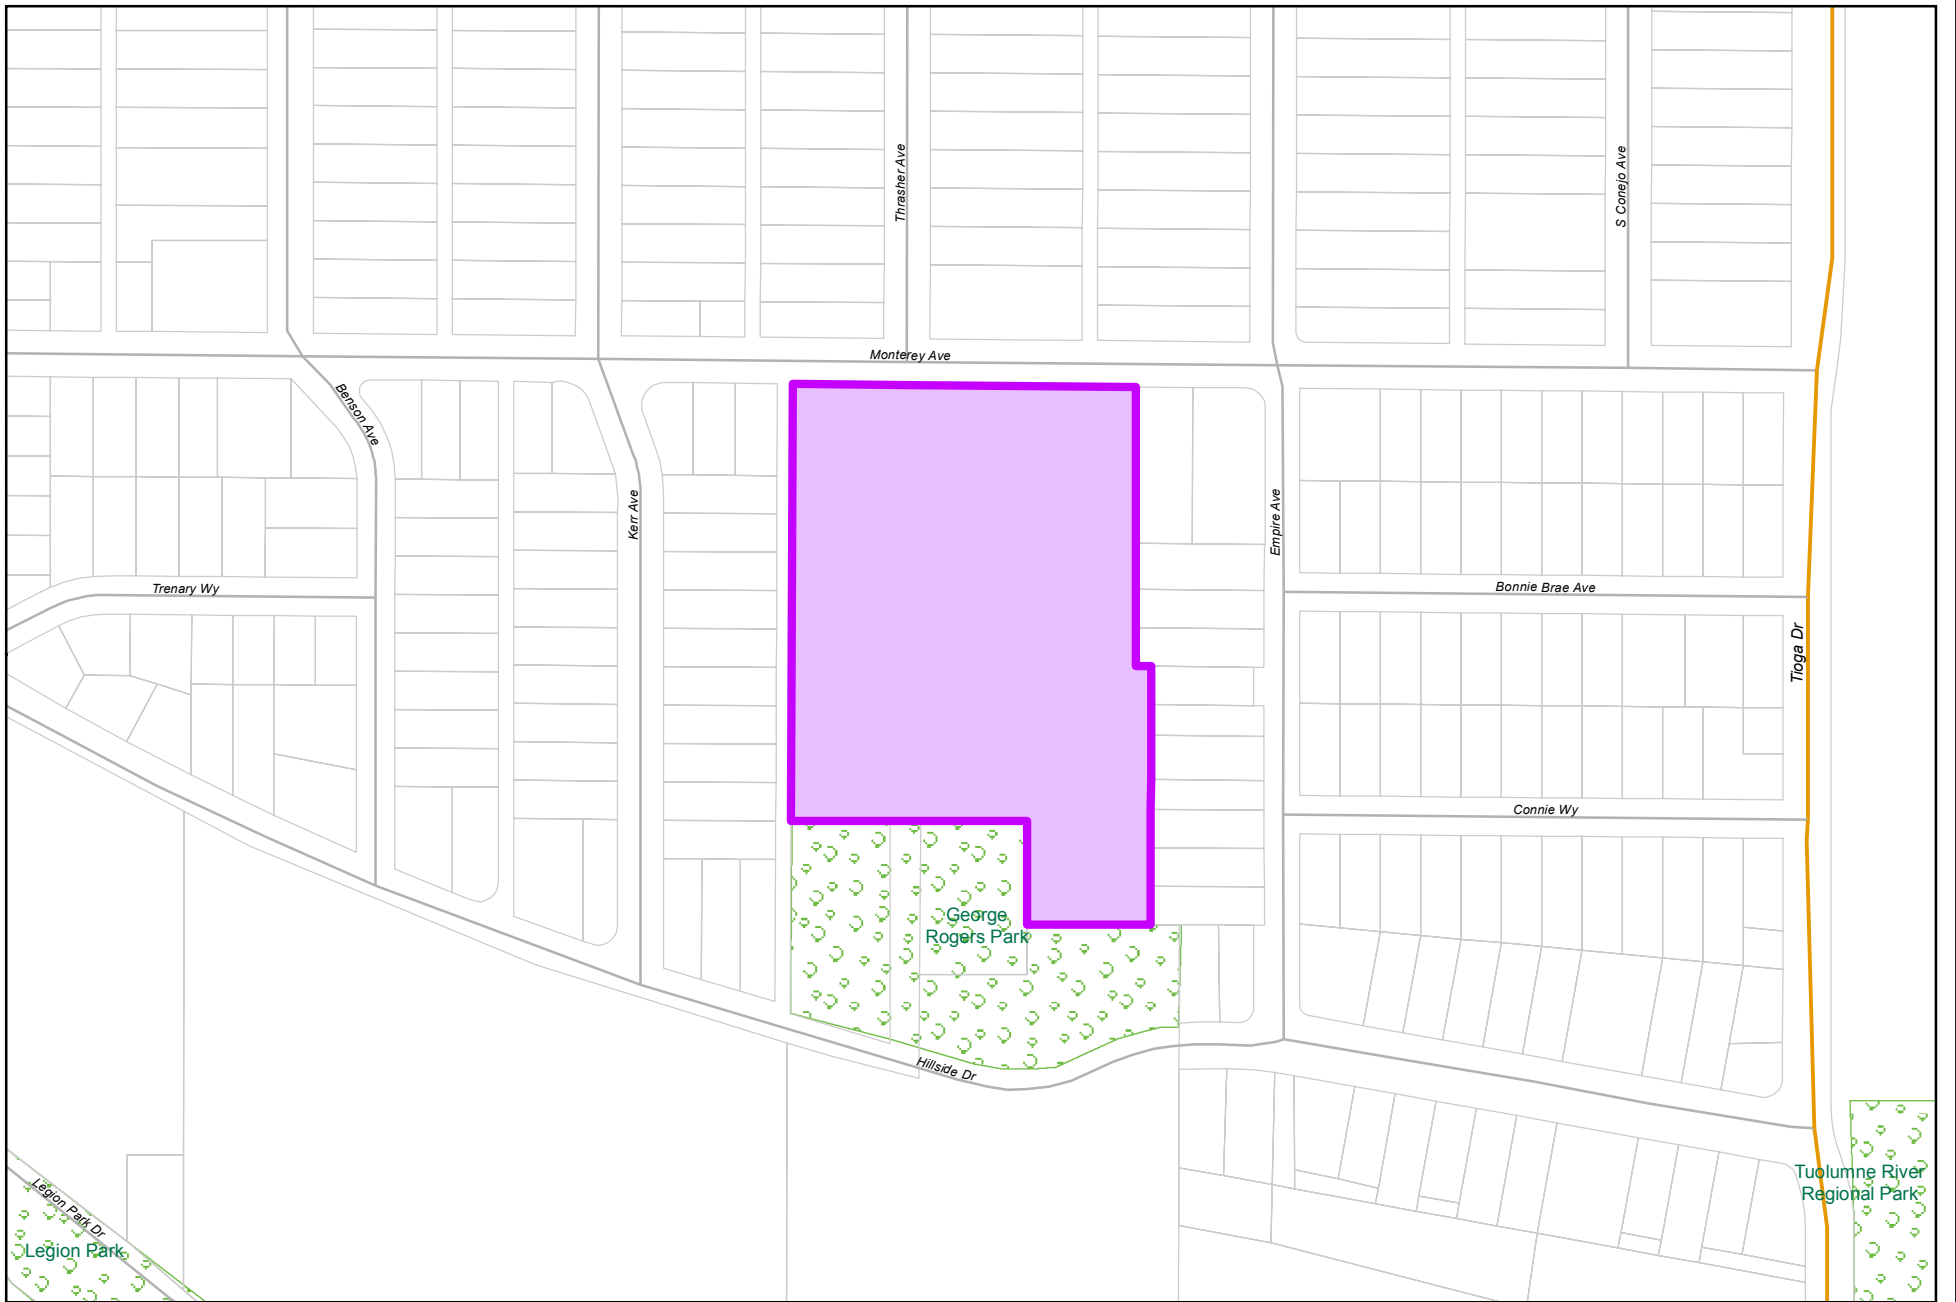 Thrasher Ave
S Conejo Ave
Monterey Ave
Benson Ave
Kerr Ave
Empire Ave
Trenary Wy
Bonnie Brae Ave
Tioga Dr
Connie Wy
George
Rogers Park
Hillside Dr
Tuolumne River
Regional Park
Legion Park Dr
Legion Park